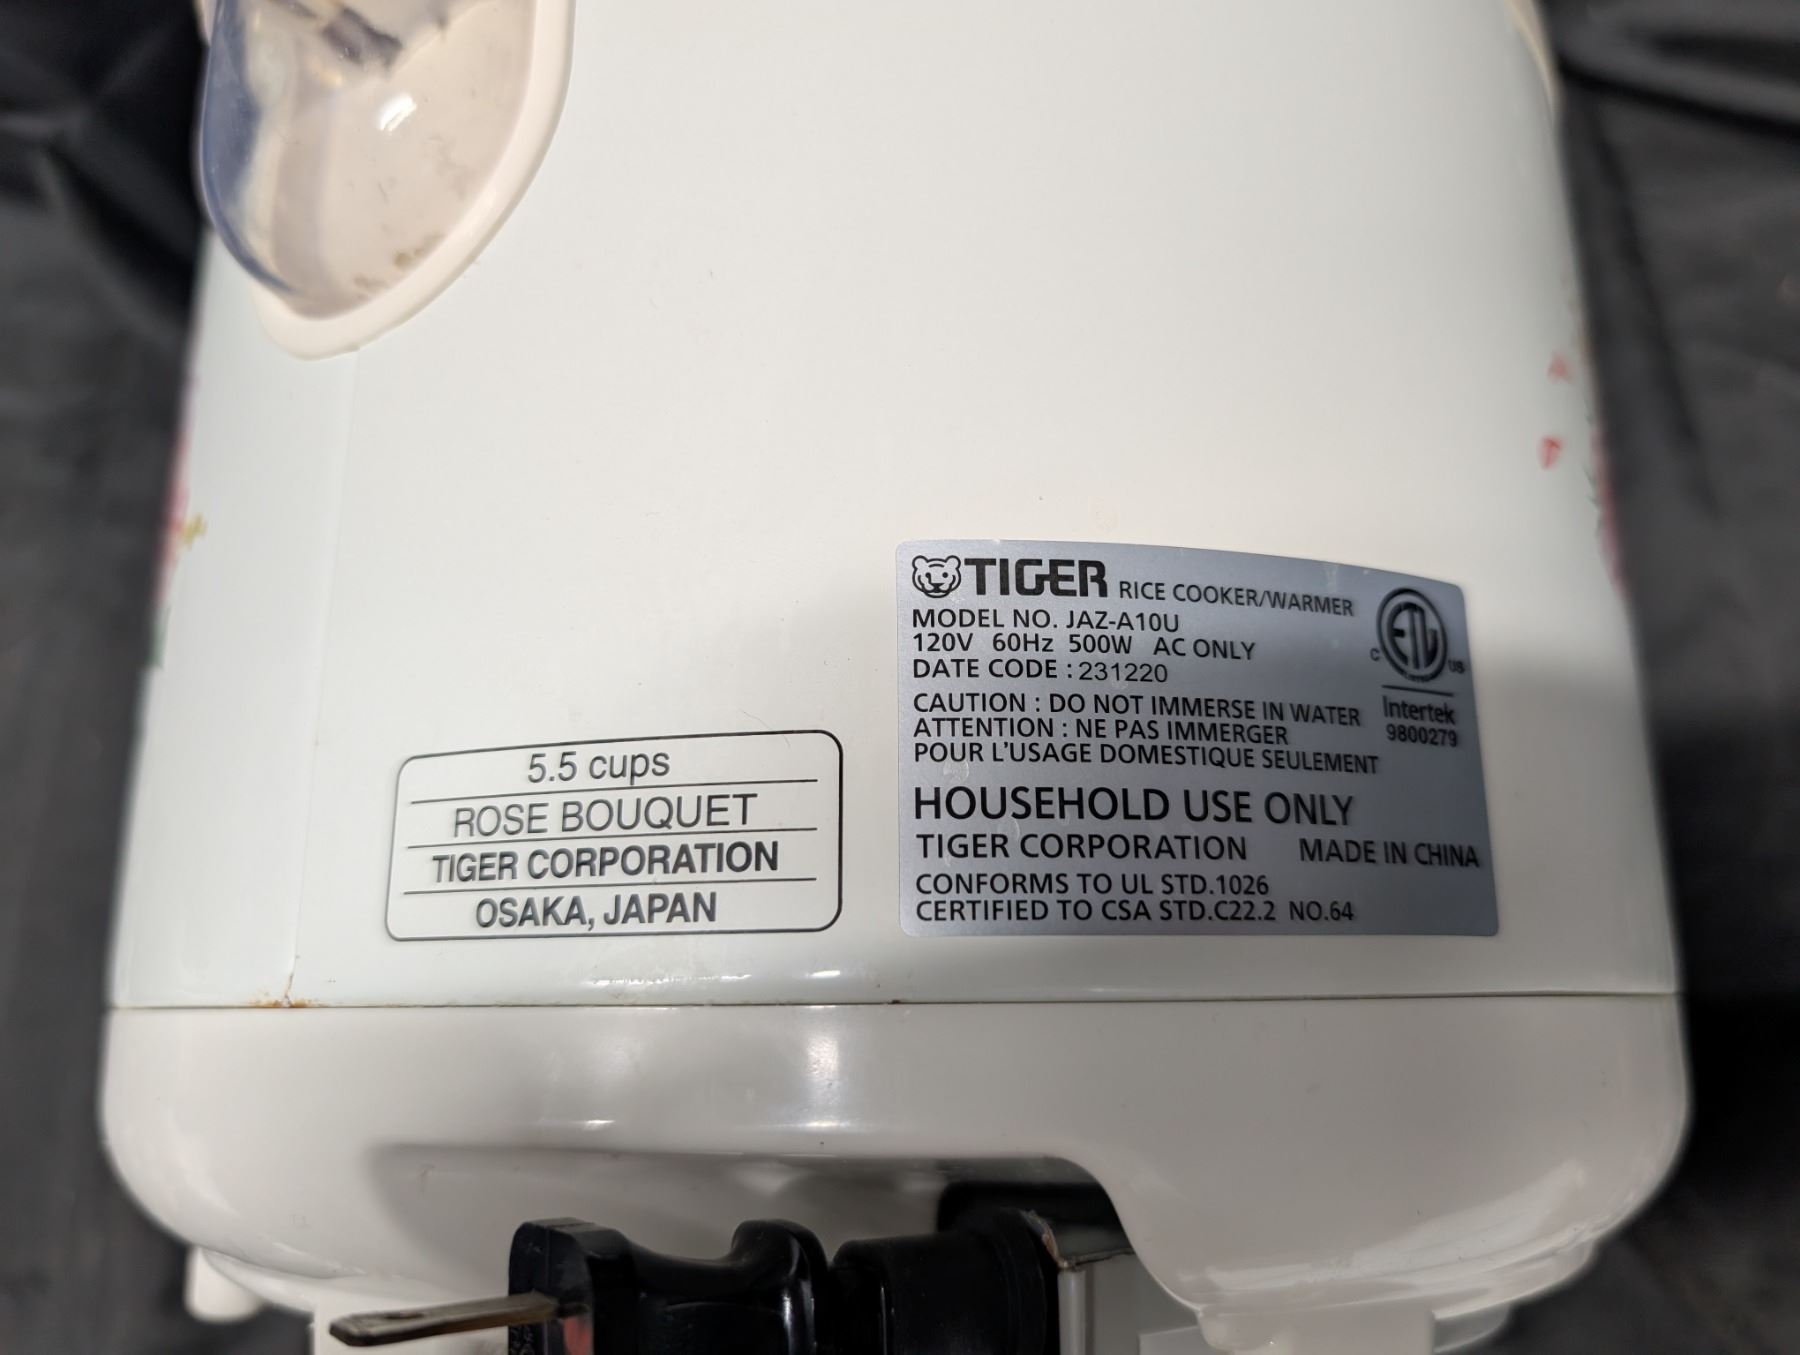 5.5 cups
ROSE BOUQUET
TIGER CORPORATION
OSAKA, JAPAN
TIGER RICE COOKER/WARMER
MODEL NO. JAZ-A10U
120V 60Hz 500W AC ONLY
DATE CODE : 231220
CAUTION : DO NOT IMMERSE IN WATER
ATTENTION : NE PAS IMMERGER
POUR L'USAGE DOMESTIQUE SEULEMENT
HOUSEHOLD USE ONLY
TIGER CORPORATION MADE IN CHINA
CONFORMS TO UL STD.1026
CERTIFIED TO CSA STD.C22.2 NO.64
ETL
C US
Intertek
9800279